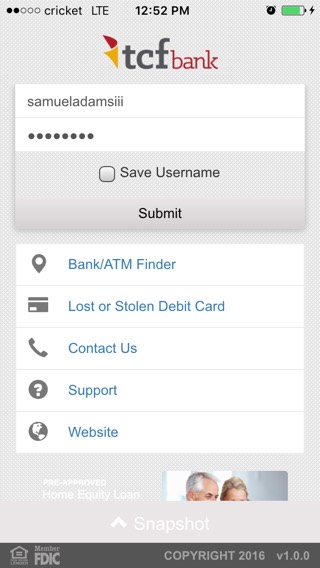 cricket LTE 12:52 PM
tcf bank
samueladamsiii
••••••••
Save Username
Submit
Bank/ATM Finder
Lost or Stolen Debit Card
Contact Us
Support
Website
PRE-APPROVED
Home Equity Loan
Snapshot
Member
FDIC
COPYRIGHT 2016 v1.0.0